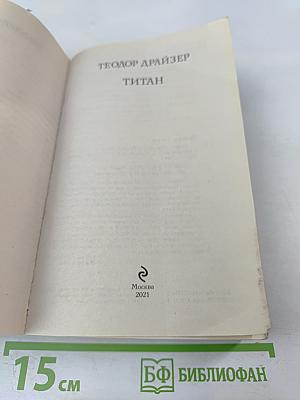 ТЕОДОР ДРАЙЗЕР
ТИТАН
Москва
2021
15 см
БФ БИБЛИОФАН